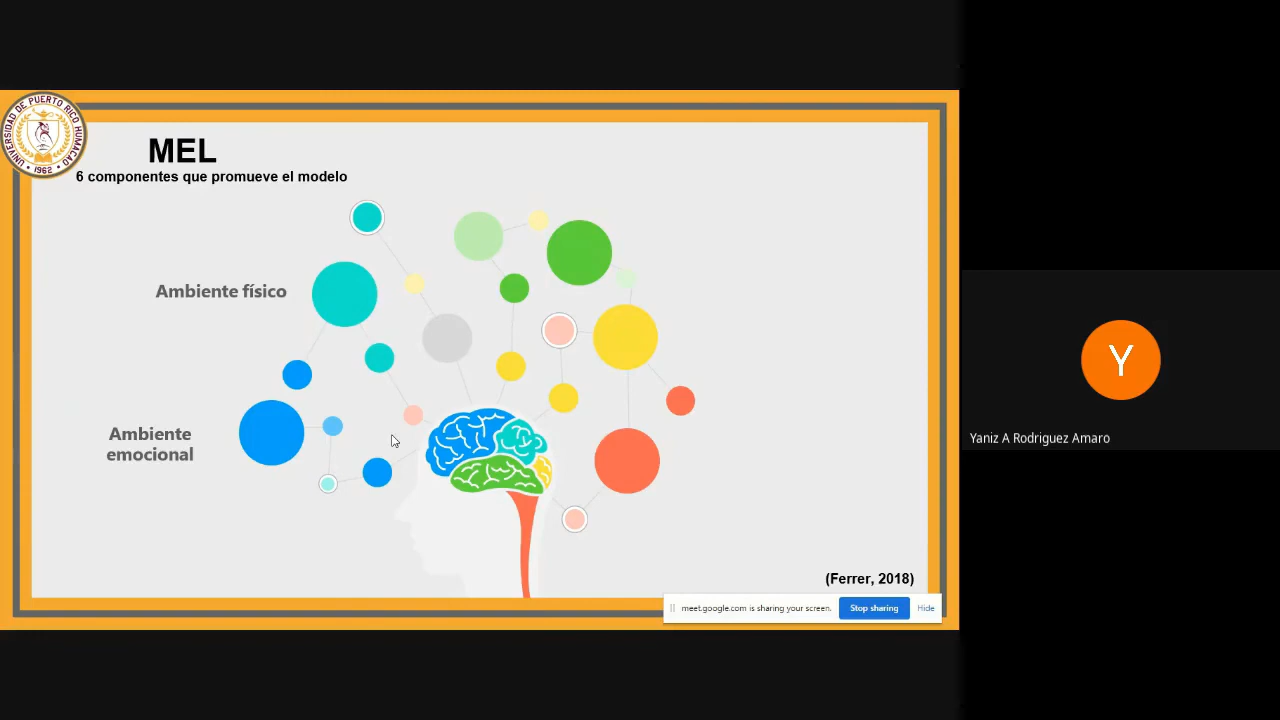 UNIVERSIDAD DE PUERTO RICO HUMACAO
• 1962 •
MEL
6 componentes que promueve el modelo
Ambiente físico
Ambiente
emocional
(Ferrer, 2018)
meet.google.com is sharing your screen.
Stop sharing
Hide
Y
Yaniz A Rodriguez Amaro